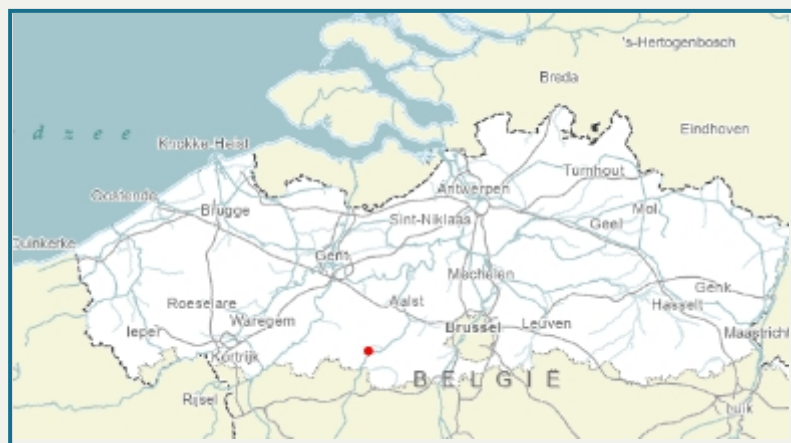 's-Hertogenbosch
Breda
d z e e
Eindhoven
Knokke-Heist
Turnhout
Oostende
Antwerpen
Mol
Brugge
Sint-Niklaas
Geel
Duinkerke
Gent
Mechelen
Genk
Roeselare
Aalst
Hasselt
Waregem
Ieper
Brussel
Leuven
Maastricht
Kortrijk
BELGIË
Rijsel
Luik